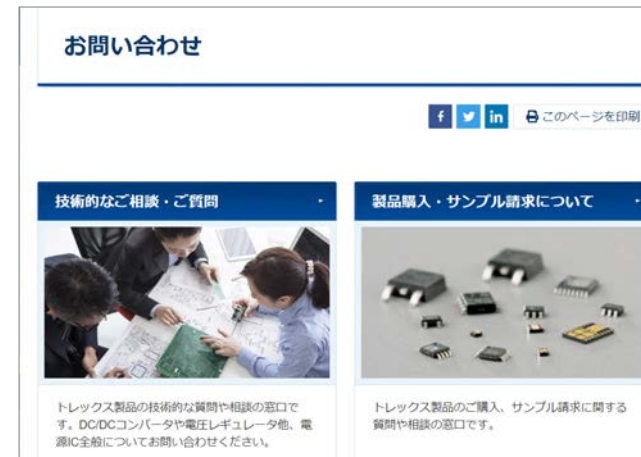 お問い合わせ
f in このページを印刷
技術的なご相談・ご質問
製品購入・サンプル請求について
トレックス製品の技術的な質問や相談の窓口で
す。DC/DCコンバータや電圧レギュレータ他、電
源IC全般についてお問い合わせください。
トレックス製品のご購入、サンプル請求に関する
質問や相談の窓口です。